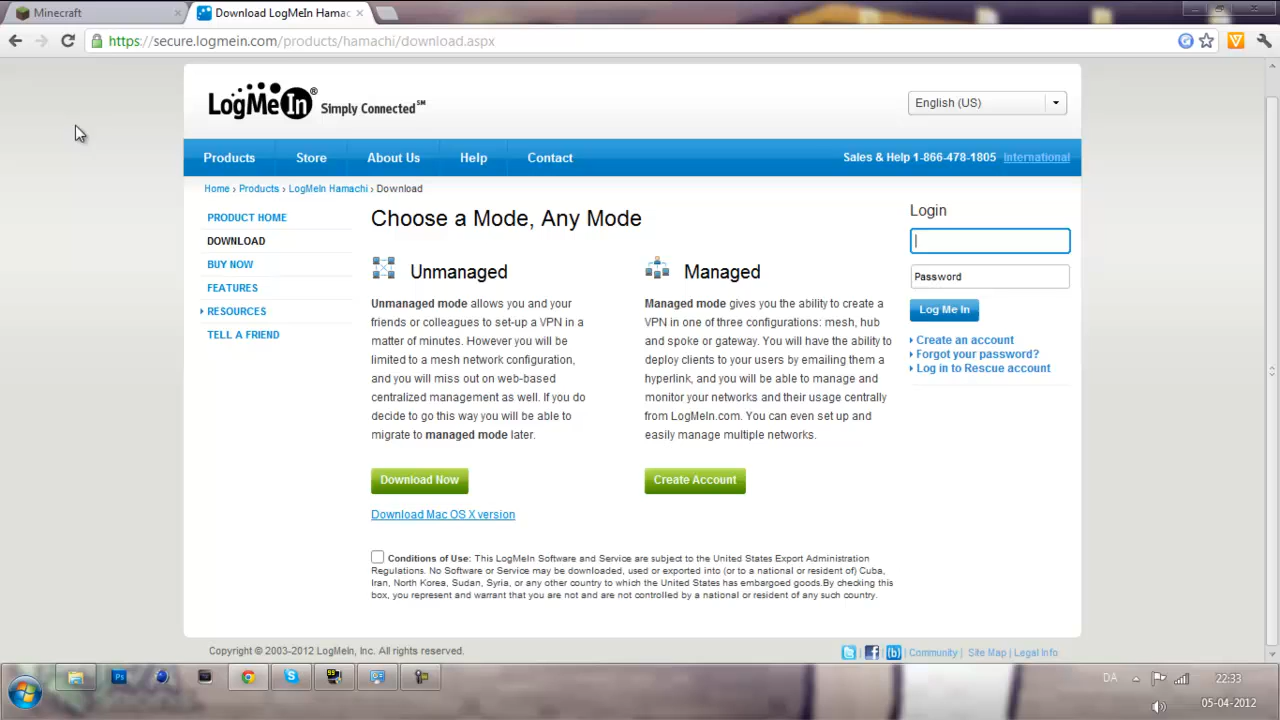 Minecraft
Download LogMeIn Hamac
https://secure.logmein.com/products/hamachi/download.aspx
LogMeIn® Simply Connected℠
English (US)
Products Store About Us Help Contact
Sales & Help 1-866-478-1805 International
Home › Products › LogMeIn Hamachi › Download
PRODUCT HOME
DOWNLOAD
BUY NOW
FEATURES
RESOURCES
TELL A FRIEND
Choose a Mode, Any Mode
Unmanaged
Unmanaged mode allows you and your
friends or colleagues to set-up a VPN in a
matter of minutes. However you will be
limited to a mesh network configuration,
and you will miss out on web-based
centralized management as well. If you do
decide to go this way you will be able to
migrate to managed mode later.
Download Now
Download Mac OS X version
Managed
Managed mode gives you the ability to create a
VPN in one of three configurations: mesh, hub
and spoke or gateway. You will have the ability to
deploy clients to your users by emailing them a
hyperlink, and you will be able to manage and
monitor your networks and their usage centrally
from LogMeIn.com. You can even set up and
easily manage multiple networks.
Create Account
Conditions of Use: This LogMeIn Software and Service are subject to the United States Export Administration
Regulations. No Software or Service may be downloaded, used or exported into (or to a national or resident of) Cuba,
Iran, North Korea, Sudan, Syria, or any other country to which the United States has embargoed goods.By checking this
box, you represent and warrant that you are not and are not controlled by a national or resident of any such country.
Login
Password
Log Me In
Create an account
Forgot your password?
Log in to Rescue account
Copyright © 2003-2012 LogMeIn, Inc. All rights reserved.
Community | Site Map | Legal Info
Ps
DA
22:33
05-04-2012